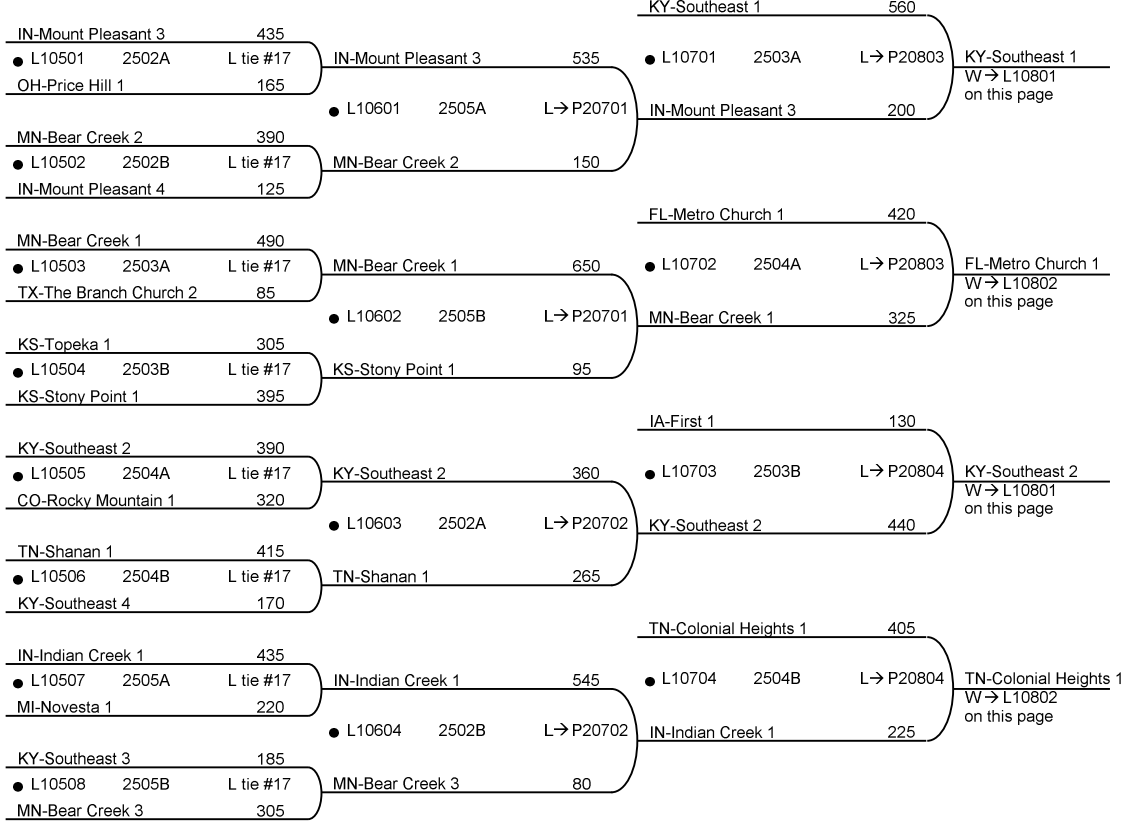 KY-Southeast 1 560
IN-Mount Pleasant 3 435
● L10501 2502A L tie #17
OH-Price Hill 1 165
IN-Mount Pleasant 3 535
● L10601 2505A L→P20701
MN-Bear Creek 2 150
MN-Bear Creek 2 390
● L10502 2502B L tie #17
IN-Mount Pleasant 4 125
● L10701 2503A L→P20803
IN-Mount Pleasant 3 200
KY-Southeast 1
W→L10801
on this page
MN-Bear Creek 1 490
● L10503 2503A L tie #17
TX-The Branch Church 2 85
MN-Bear Creek 1 650
● L10602 2505B L→P20701
KS-Stony Point 1 95
KS-Topeka 1 305
● L10504 2503B L tie #17
KS-Stony Point 1 395
FL-Metro Church 1 420
● L10702 2504A L→P20803
MN-Bear Creek 1 325
FL-Metro Church 1
W→L10802
on this page
KY-Southeast 2 390
● L10505 2504A L tie #17
CO-Rocky Mountain 1 320
KY-Southeast 2 360
● L10603 2502A L→P20702
TN-Shanan 1 265
TN-Shanan 1 415
● L10506 2504B L tie #17
KY-Southeast 4 170
IA-First 1 130
● L10703 2503B L→P20804
KY-Southeast 2 440
KY-Southeast 2
W→L10801
on this page
IN-Indian Creek 1 435
● L10507 2505A L tie #17
MI-Novesta 1 220
IN-Indian Creek 1 545
● L10604 2502B L→P20702
MN-Bear Creek 3 80
KY-Southeast 3 185
● L10508 2505B L tie #17
MN-Bear Creek 3 305
TN-Colonial Heights 1 405
● L10704 2504B L→P20804
IN-Indian Creek 1 225
TN-Colonial Heights 1
W→L10802
on this page